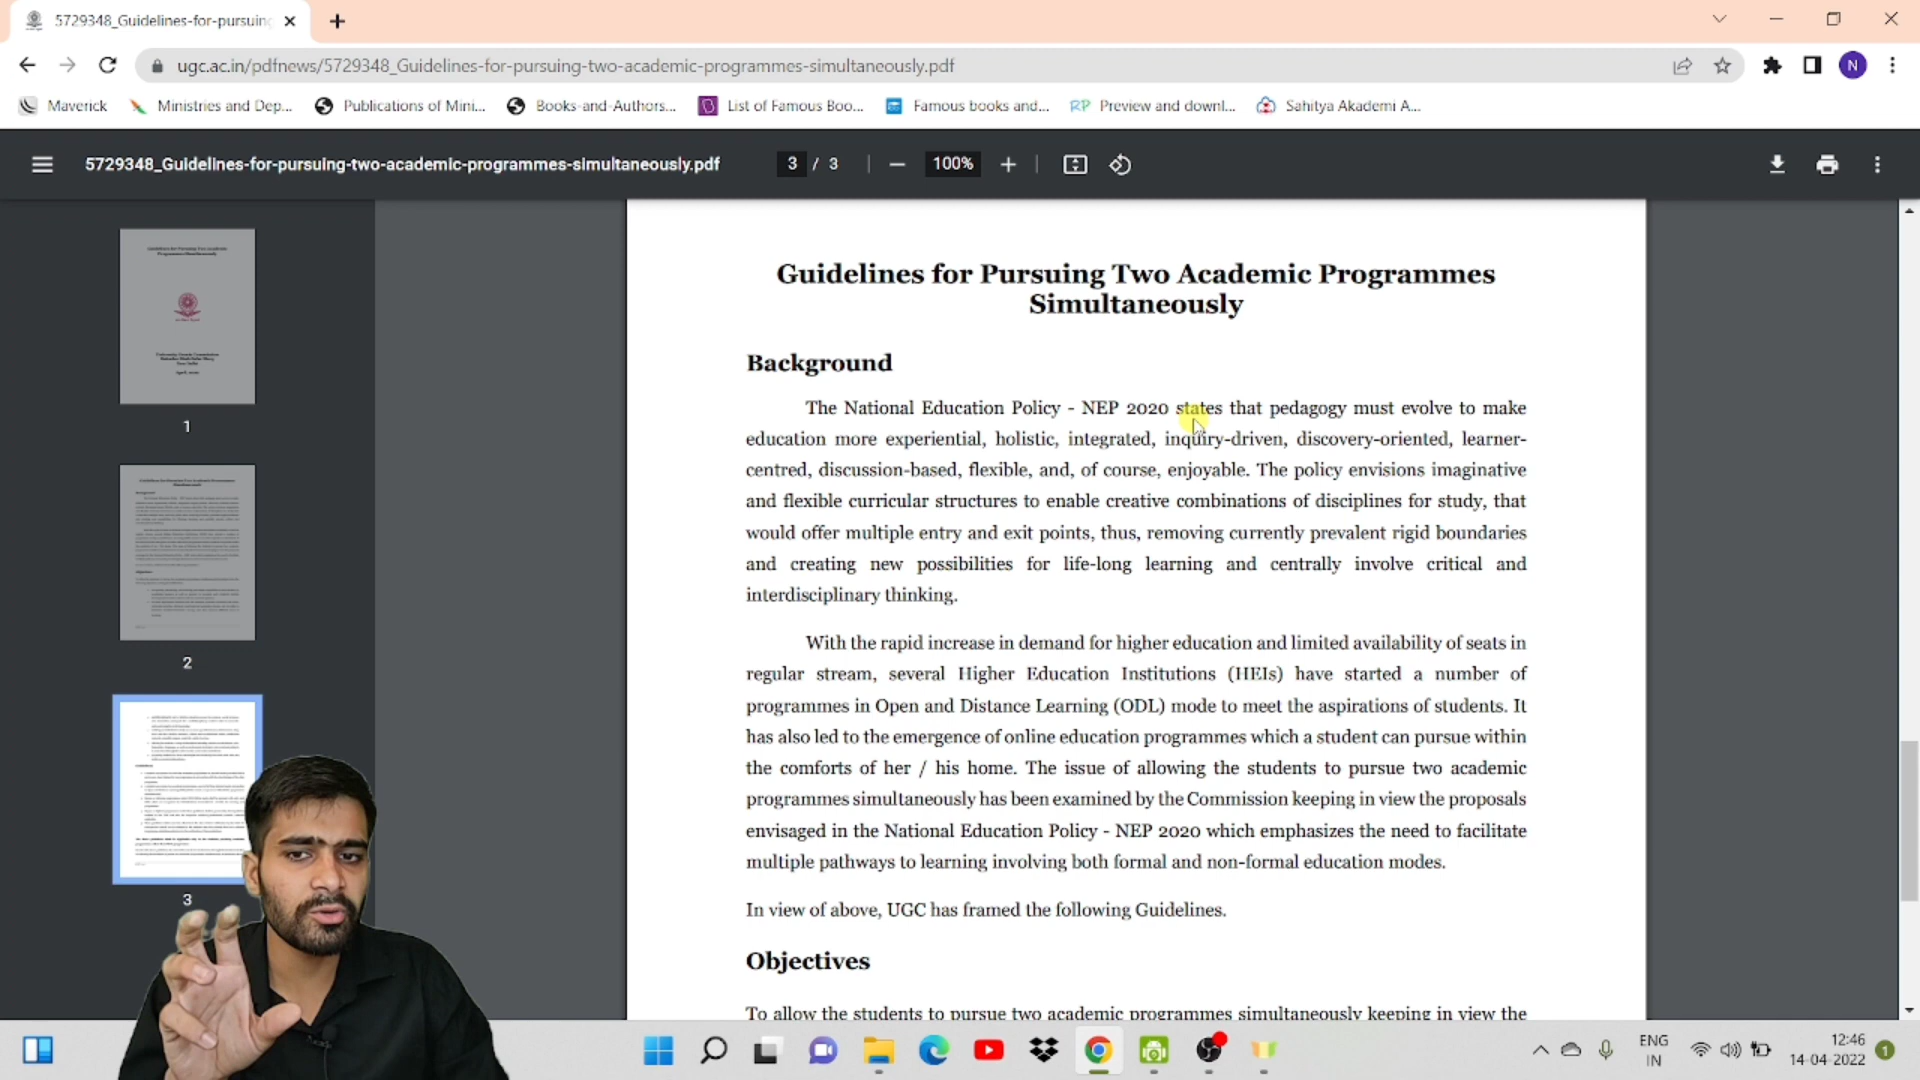 5729348_Guidelines-for-pursuing
ugc.ac.in/pdfnews/5729348_Guidelines-for-pursuing-two-academic-programmes-simultaneously.pdf
N
Maverick
Ministries and Dep...
Publications of Mini...
Books-and-Authors...
List of Famous Boo...
Famous books and...
RP Preview and downl...
Sahitya Akademi A...
5729348_Guidelines-for-pursuing-two-academic-programmes-simultaneously.pdf
3 / 3
100%
1
2
3
Guidelines for Pursuing Two Academic Programmes
Simultaneously
Background
The National Education Policy - NEP 2020 states that pedagogy must evolve to make
education more experiential, holistic, integrated, inquiry-driven, discovery-oriented, learner-
centred, discussion-based, flexible, and, of course, enjoyable. The policy envisions imaginative
and flexible curricular structures to enable creative combinations of disciplines for study, that
would offer multiple entry and exit points, thus, removing currently prevalent rigid boundaries
and creating new possibilities for life-long learning and centrally involve critical and
interdisciplinary thinking.
With the rapid increase in demand for higher education and limited availability of seats in
regular stream, several Higher Education Institutions (HEIs) have started a number of
programmes in Open and Distance Learning (ODL) mode to meet the aspirations of students. It
has also led to the emergence of online education programmes which a student can pursue within
the comforts of her / his home. The issue of allowing the students to pursue two academic
programmes simultaneously has been examined by the Commission keeping in view the proposals
envisaged in the National Education Policy - NEP 2020 which emphasizes the need to facilitate
multiple pathways to learning involving both formal and non-formal education modes.
In view of above, UGC has framed the following Guidelines.
Objectives
To allow the students to pursue two academic programmes simultaneously keeping in view the
ENG
IN
12:46
14-04-2022
1